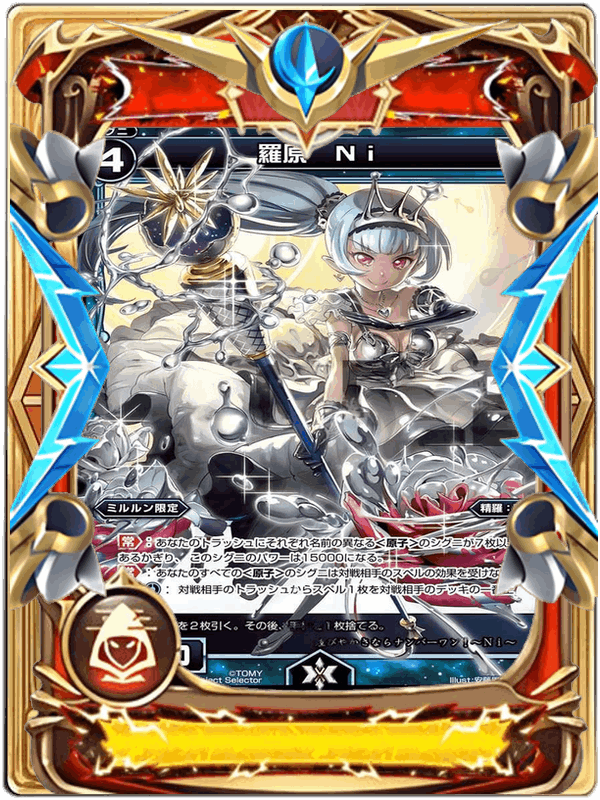 4
羅原 Ni
ミルルン限定
精羅:
常:あなたのトラッシュにそれぞれ名前の異なる<原子>のシグニが7枚以
あるかぎり、このシグニのパワーは15000になる。
:あなたのすべての<原子>のシグニは対戦相手のスペルの効果を受けな
: 対戦相手のトラッシュからスペル1枚を対戦相手のデッキの一番
を2枚引く。その後、手 1枚捨てる。
かきならナンバーワン!〜Ni〜
0
©TOMY
lect Selector
Illust:安藤